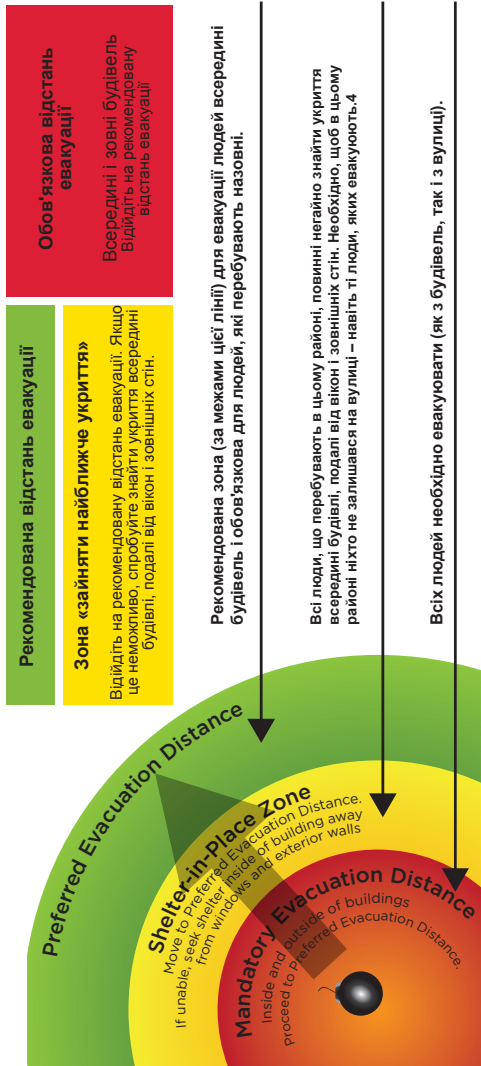 Рекомендована відстань евакуації
Зона «зайняти найближче укриття»
Відійдіть на рекомендовану відстань евакуації. Якщо
це неможливо, спробуйте знайти укриття всередині
будівлі, подалі від вікон і зовнішніх стін.
Обов'язкова відстань
евакуації
Всередині і зовні будівель
Відійдіть на рекомендовану
відстань евакуації
Рекомендована зона (за межами цієї лінії) для евакуації людей всередині
будівель і обов'язкова для людей, які перебувають назовні.
Всі люди, що перебувають в цьому районі, повинні негайно знайти укриття
всередині будівлі, подалі від вікон і зовнішніх стін. Необхідно, щоб в цьому
районі ніхто не залишався на вулиці – навіть ті люди, яких евакуюють.4
Всіх людей необхідно евакуювати (як з будівель, так і з вулиці).
Preferred Evacuation Distance
Shelter-in-Place Zone
Move to Preferred Evacuation Distance.
If unable, seek shelter inside of building away
from windows and exterior walls
Mandatory Evacuation Distance
Inside and outside of buildings
Proceed to Preferred Evacuation Distance.